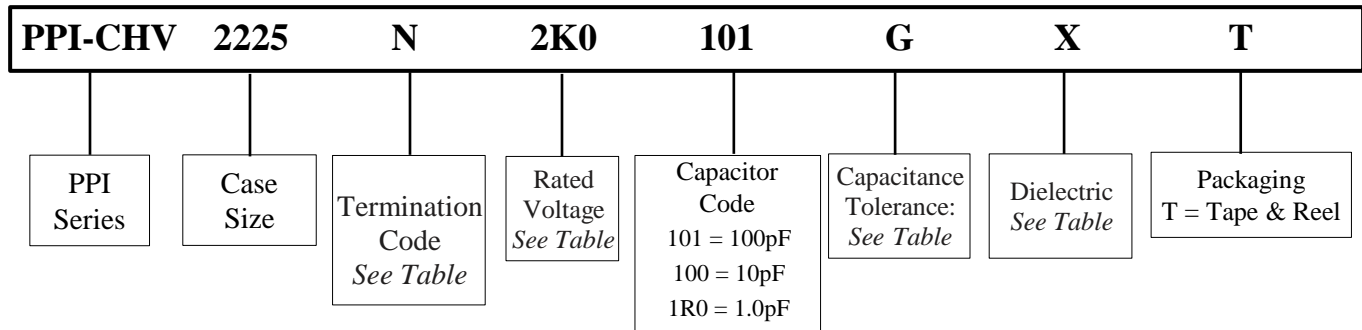 PPI-CHV 2225 N 2K0 101 G X T
PPI
Series
Case
Size
Termination
Code
See Table
Rated
Voltage
See Table
Capacitor
Code
101 = 100pF
100 = 10pF
1R0 = 1.0pF
Capacitance
Tolerance:
See Table
Dielectric
See Table
Packaging
T = Tape & Reel